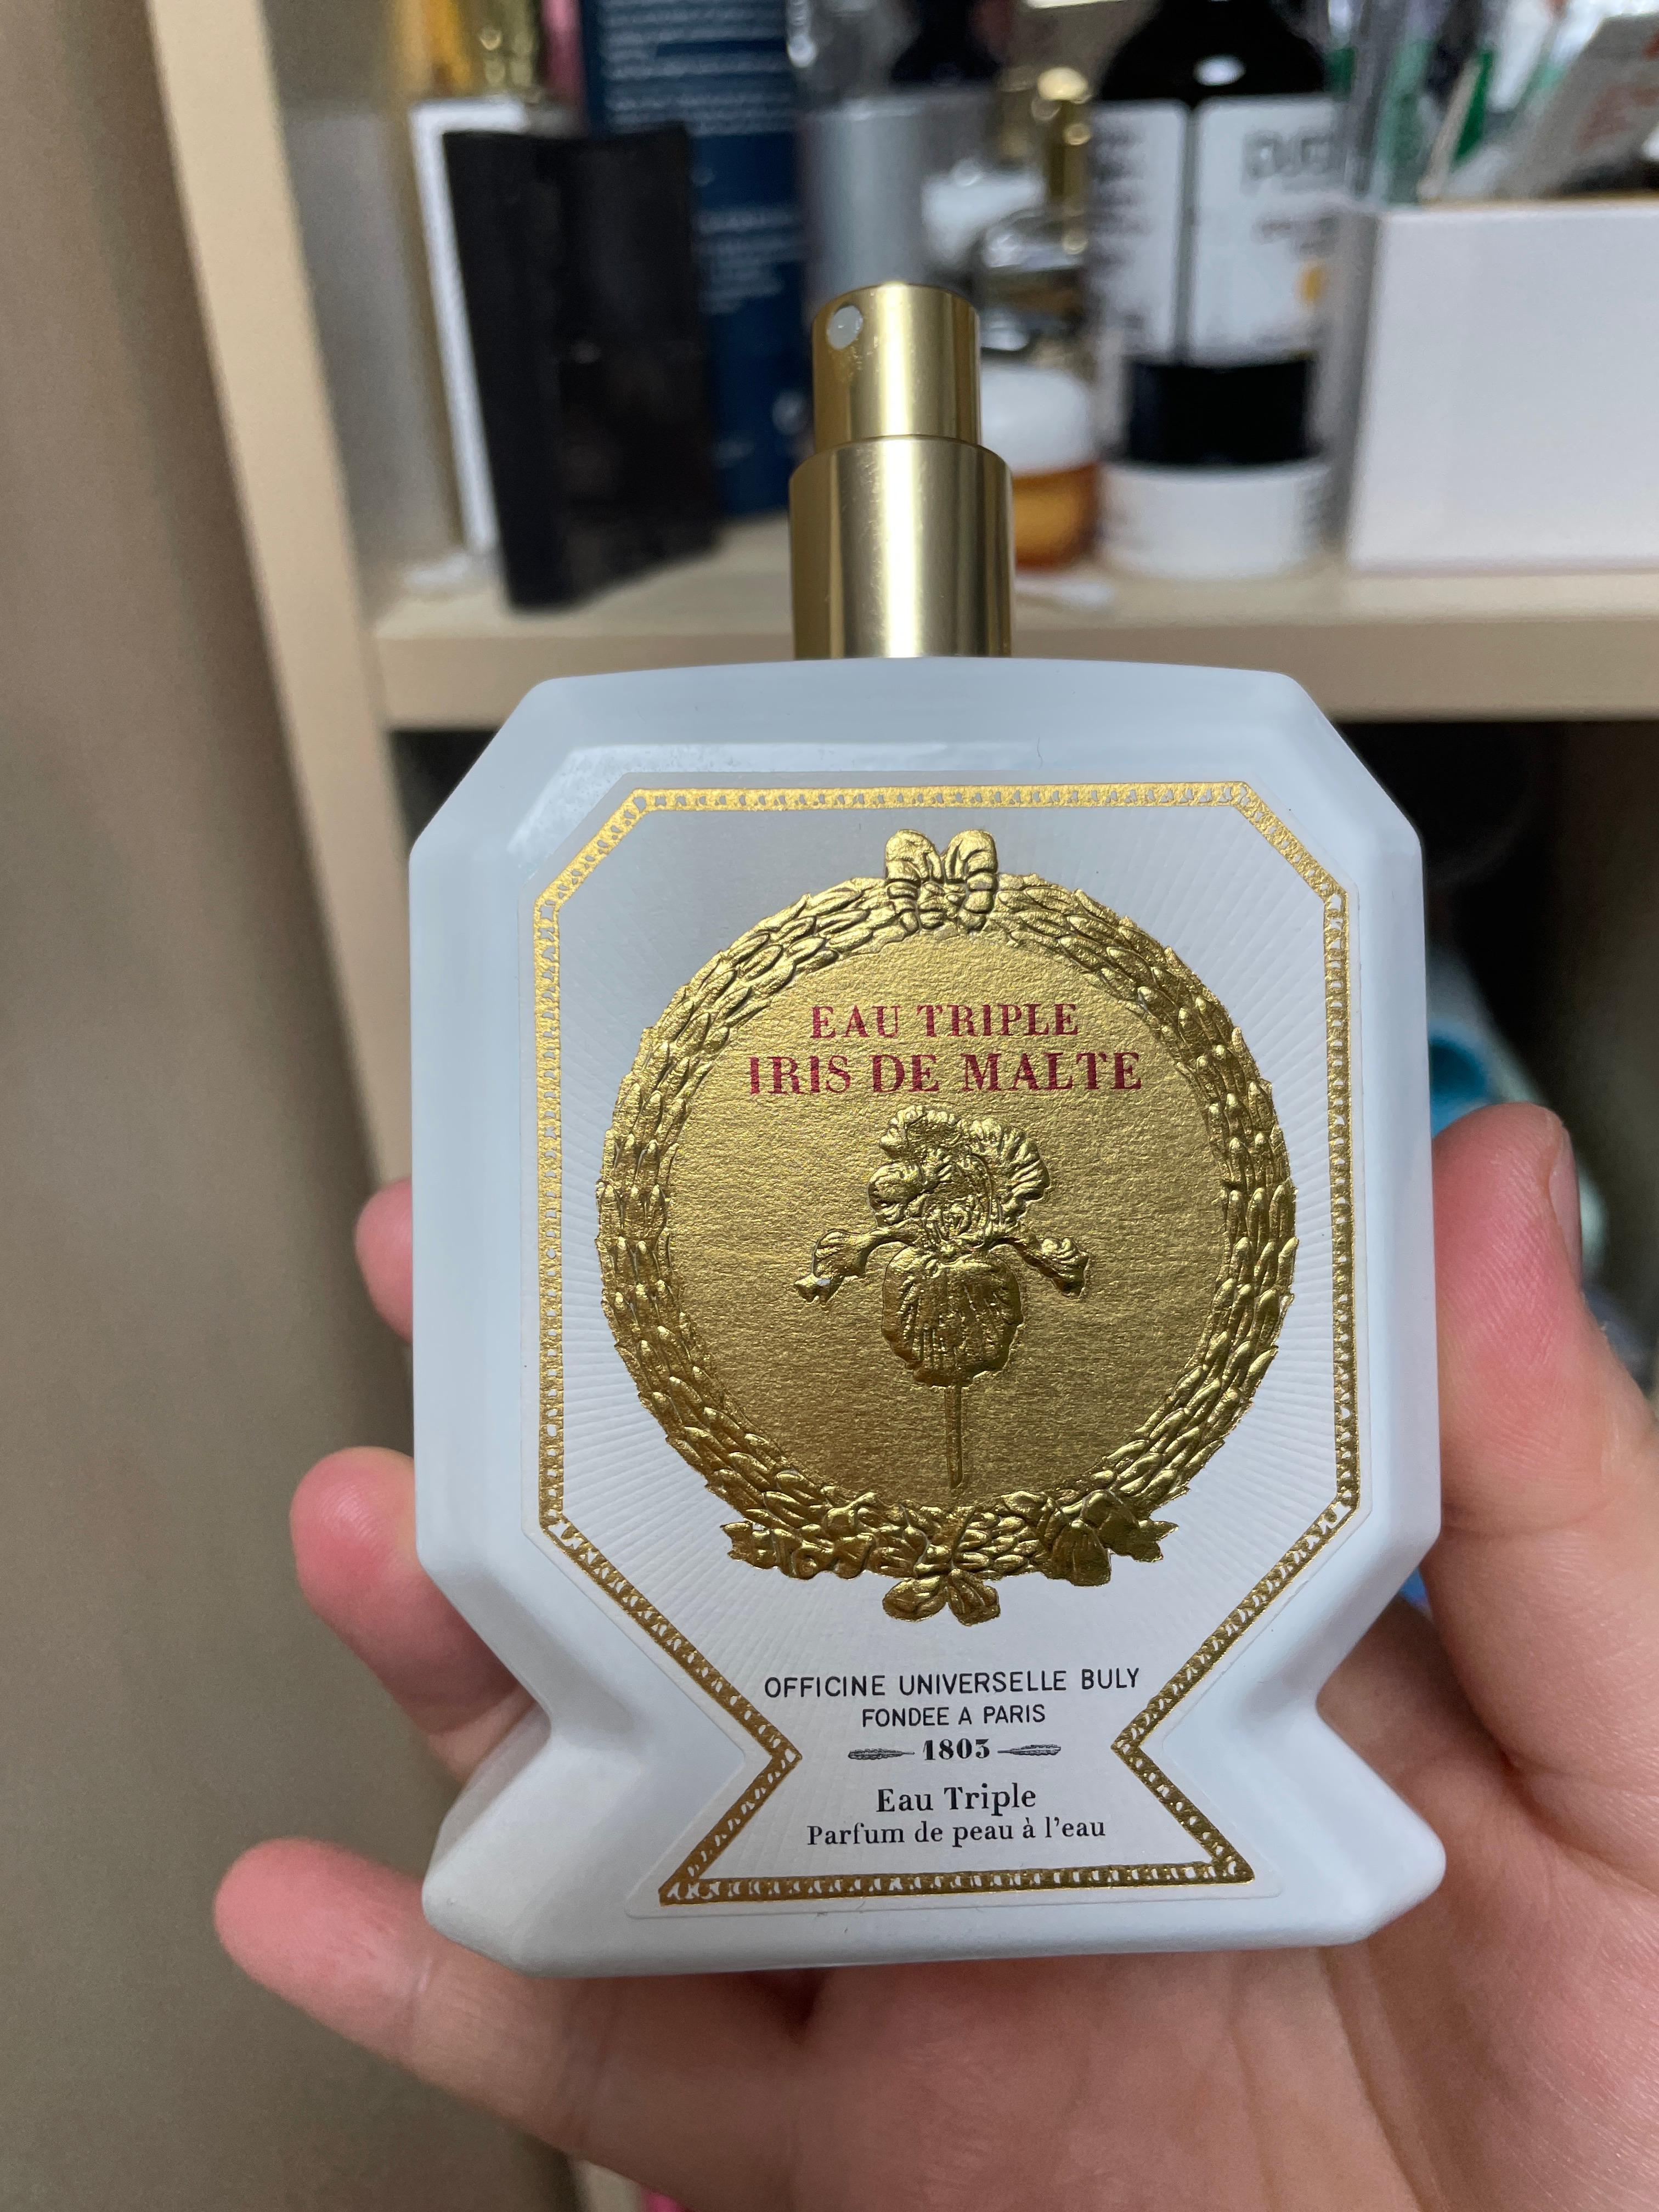 EAU TRIPLE
IRIS DE MALTE
OFFICINE UNIVERSELLE BULY
FONDEE A PARIS
1803
Eau Triple
Parfum de peau à l'eau